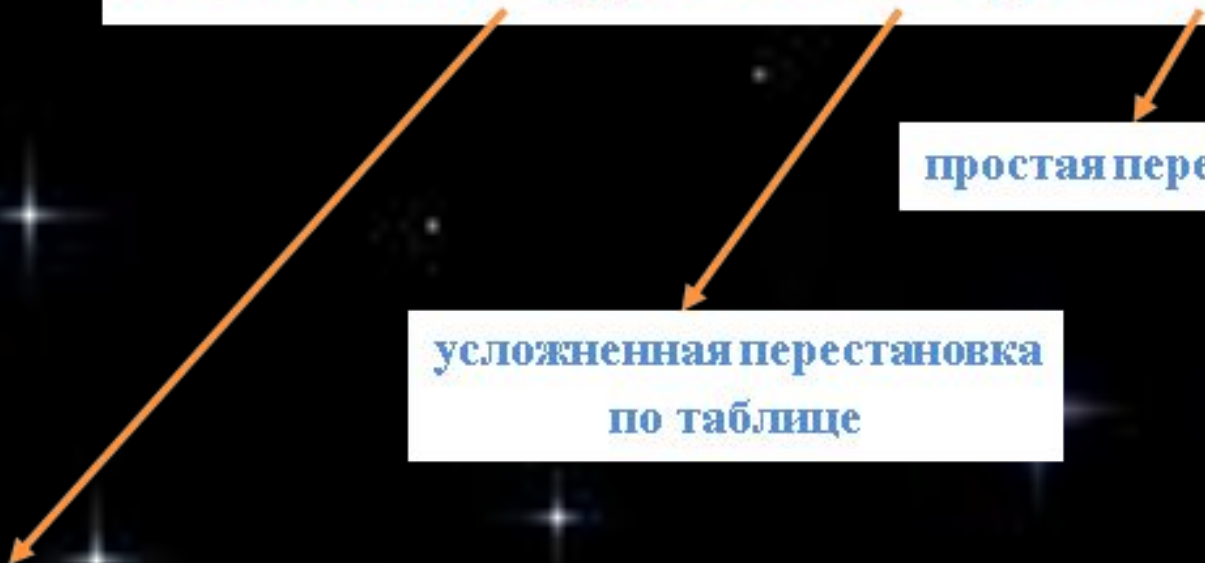 простая пере
усложненная перестановка
по таблице